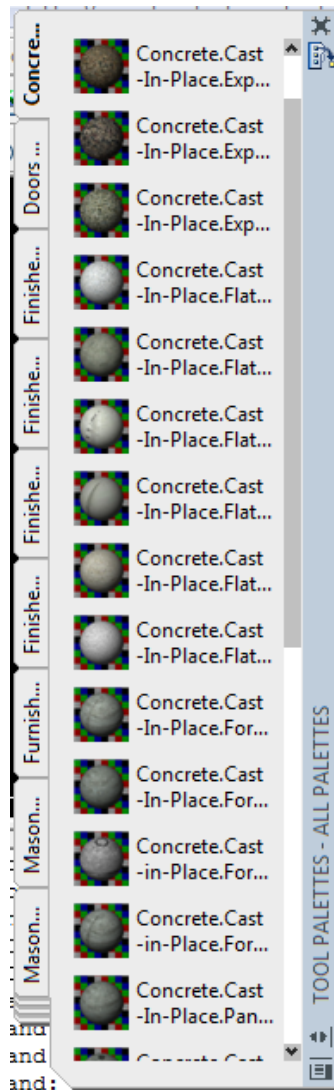 Concre...
Doors ...
Finishe...
Finishe...
Finishe...
Finishe...
Furnish...
Mason...
Mason...
Concrete.Cast
-In-Place.Exp...
Concrete.Cast
-In-Place.Exp...
Concrete.Cast
-In-Place.Exp...
Concrete.Cast
-In-Place.Flat...
Concrete.Cast
-In-Place.Flat...
Concrete.Cast
-In-Place.Flat...
Concrete.Cast
-In-Place.Flat...
Concrete.Cast
-In-Place.Flat...
Concrete.Cast
-In-Place.Flat...
Concrete.Cast
-In-Place.For...
Concrete.Cast
-In-Place.For...
Concrete.Cast
-in-Place.For...
Concrete.Cast
-in-Place.For...
Concrete.Cast
-In-Place.Pan...
Concrete.Cast
TOOL PALETTES - ALL PALETTES
and
and
and: